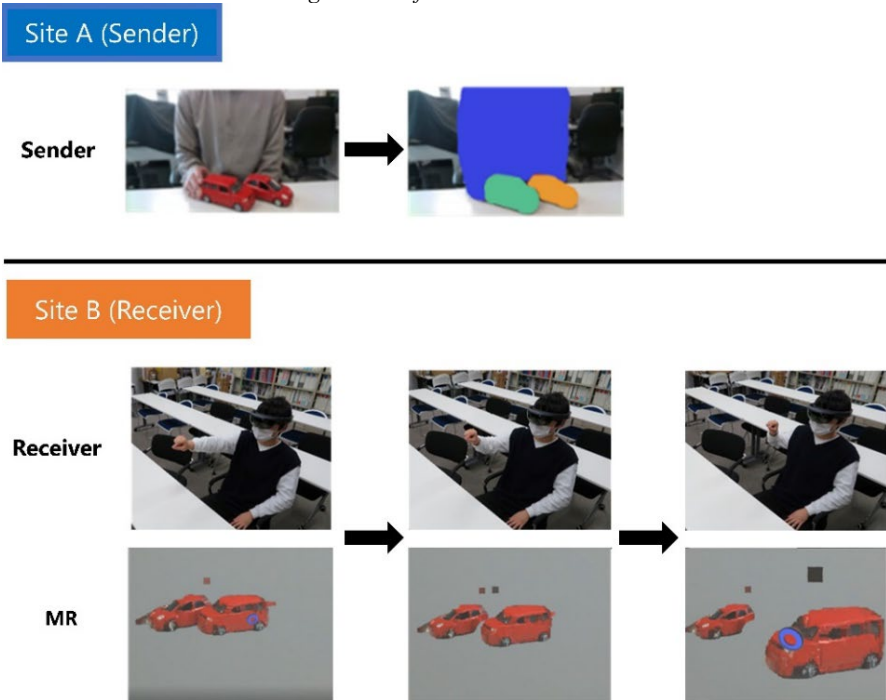 Site A (Sender)
Sender
Site B (Receiver)
Receiver
MR